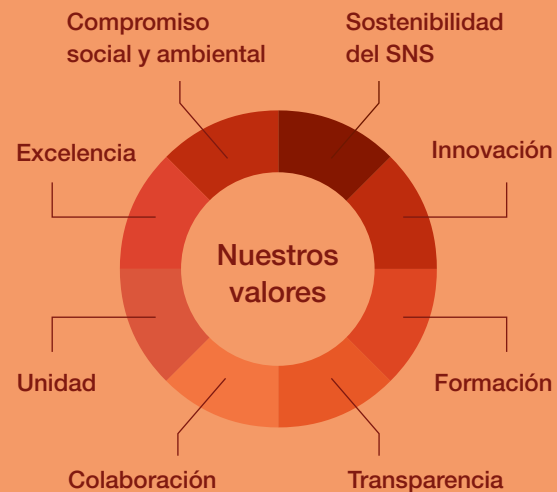 Compromiso
social y ambiental
Sostenibilidad
del SNS
Excelencia
Innovación
Nuestros
valores
Unidad
Formación
Colaboración
Transparencia